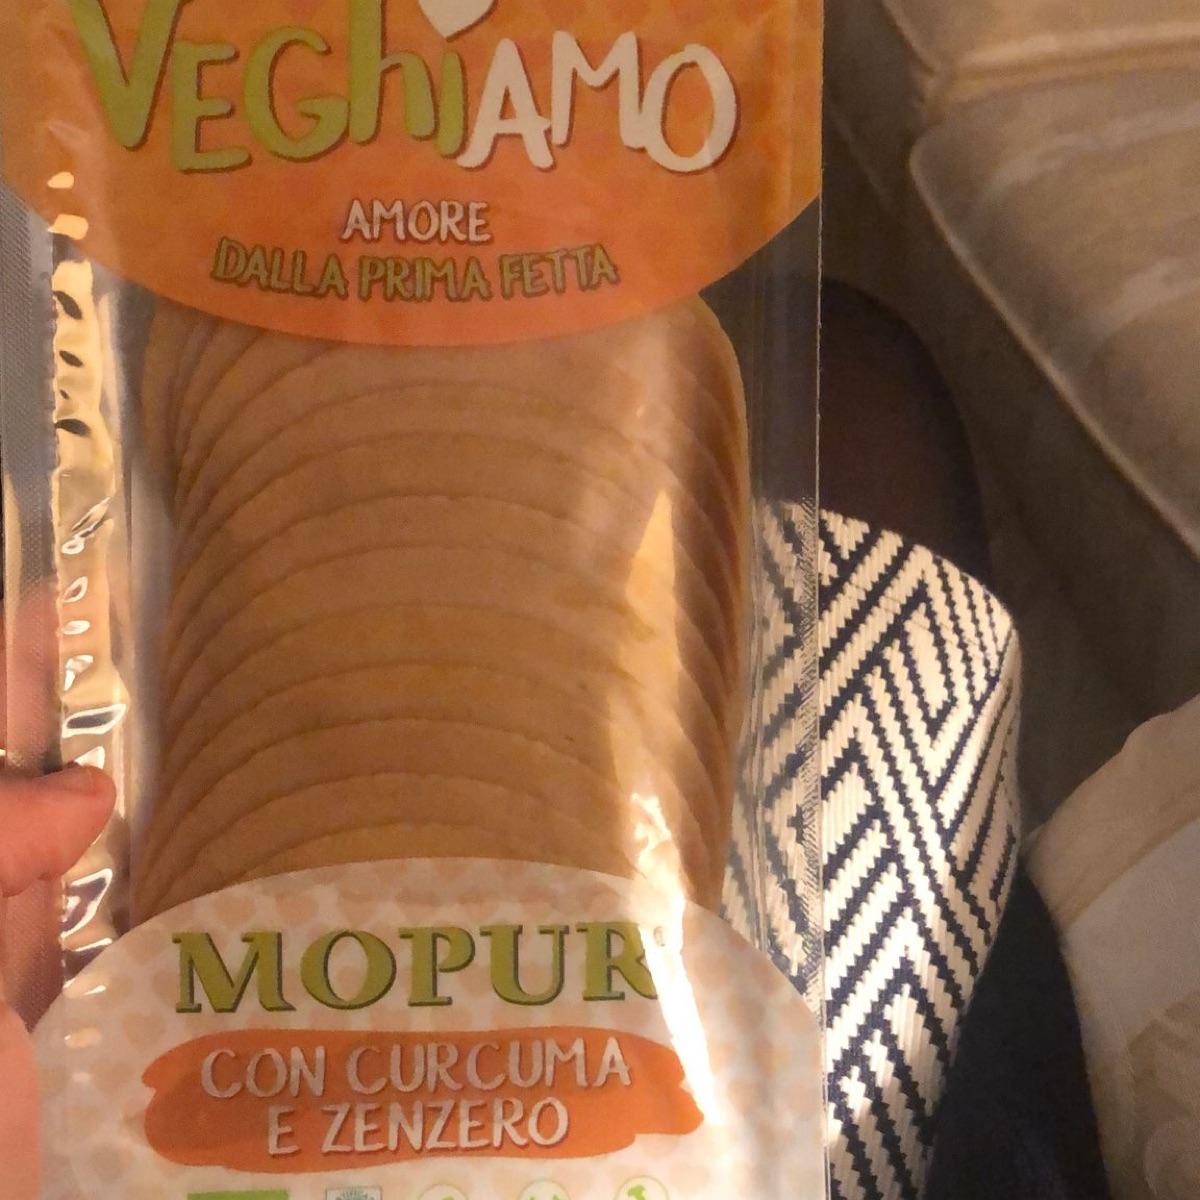 VEGhiAMO
AMORE
DALLA PRIMA FETTA
MOPUR
CON CURCUMA
E ZENZERO